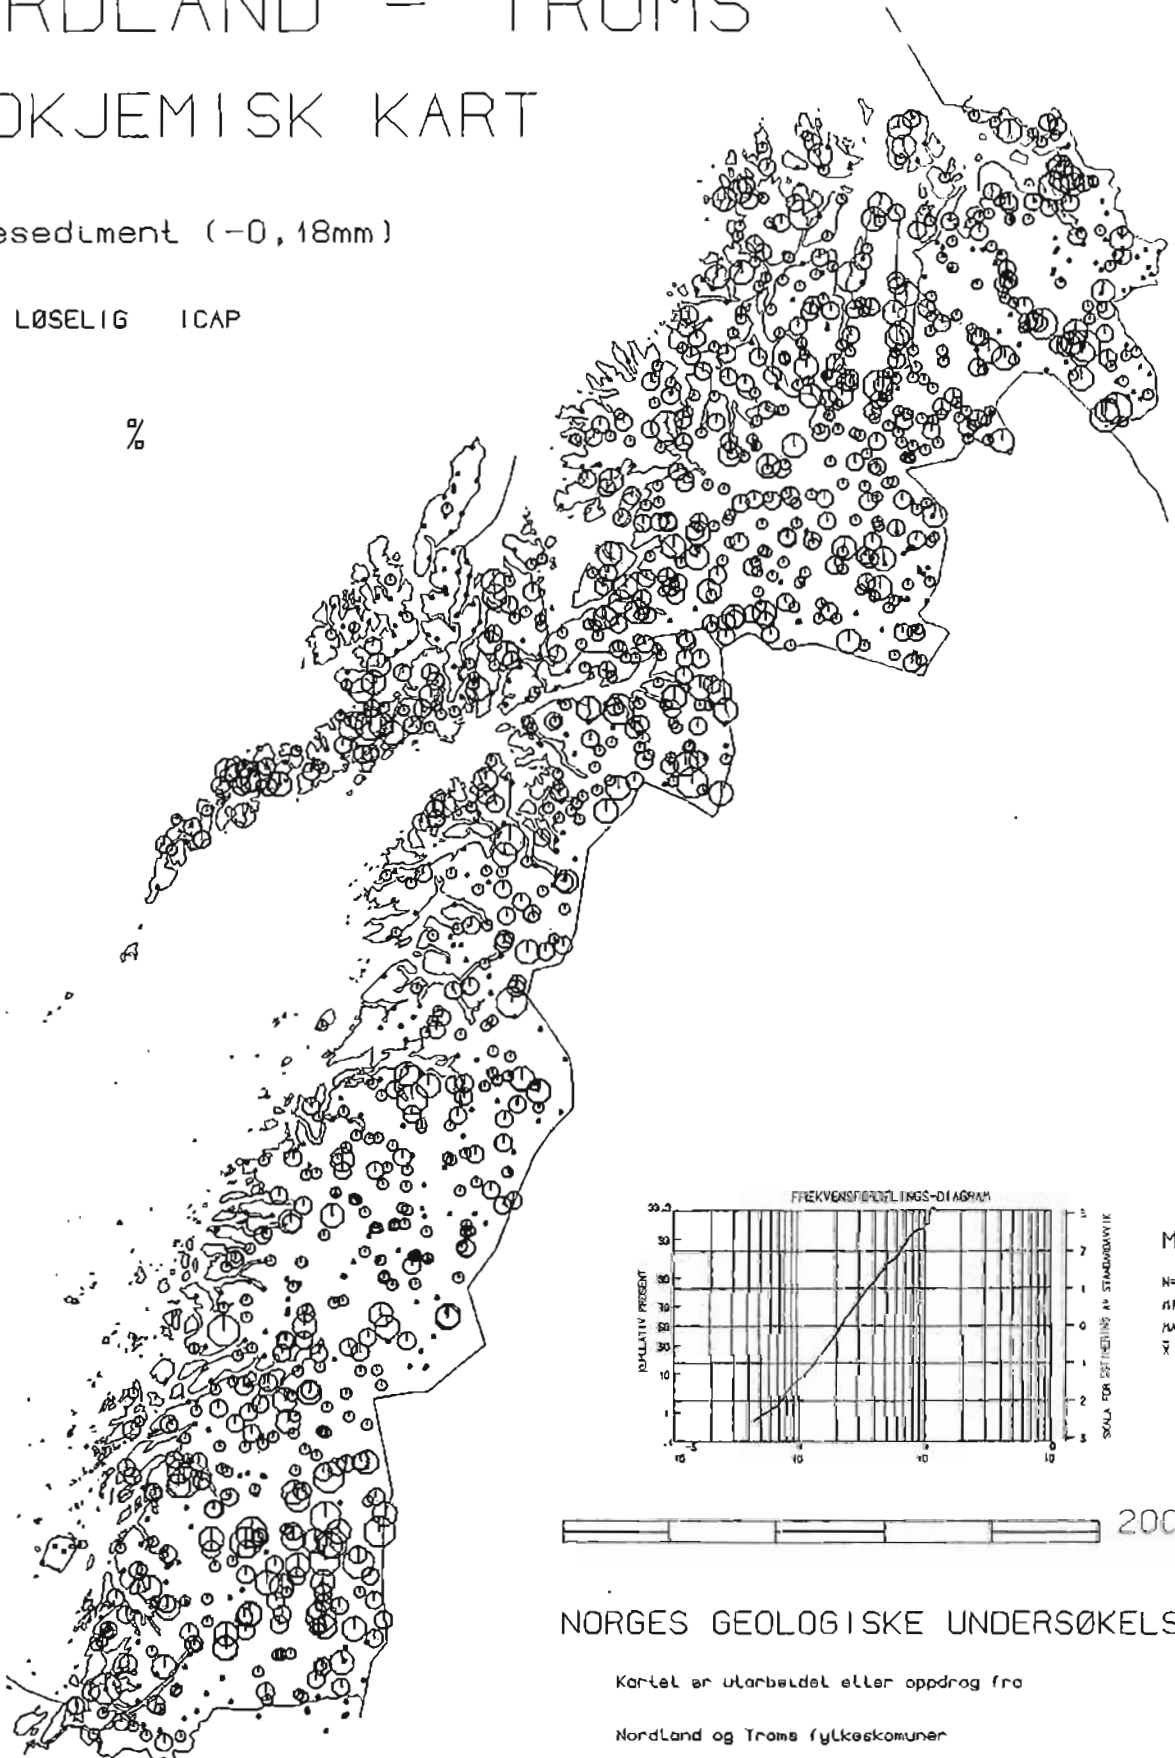 RDLAND - TROMS
OKJEMISK KART
esediment (-0,18mm)
LØSELIG ICAP
%
FREKVENSFORDELINGS-DIAGRAM
KUMULATIV PROSENT
SKALA FOR ESTIMERING AV STANDARDAVVIK
N=
200
NORGES GEOLOGISKE UNDERSØKELS
Kartet er utarbeidet etter oppdrag fra
Nordland og Troms fylkeskomuner